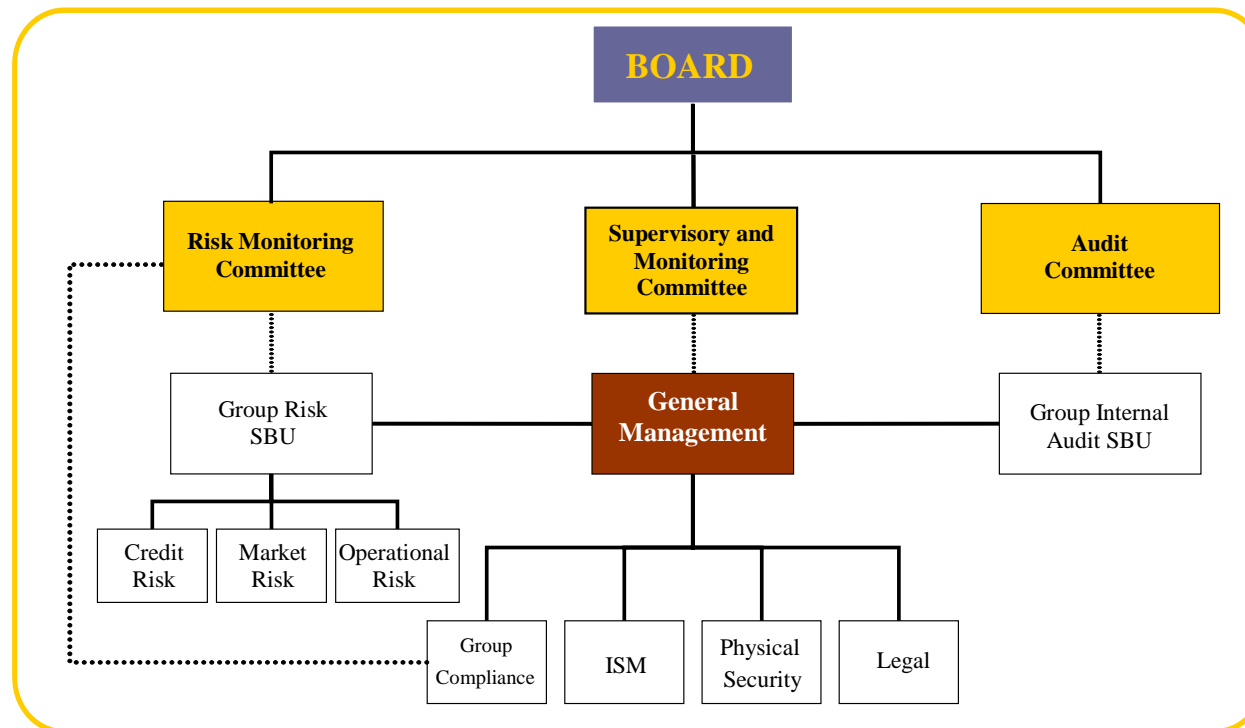 BOARD
Risk Monitoring
Committee
Supervisory and
Monitoring
Committee
Audit
Committee
Group Risk
SBU
General
Management
Group Internal
Audit SBU
Credit
Risk
Market
Risk
Operational
Risk
Group
Compliance
ISM
Physical
Security
Legal